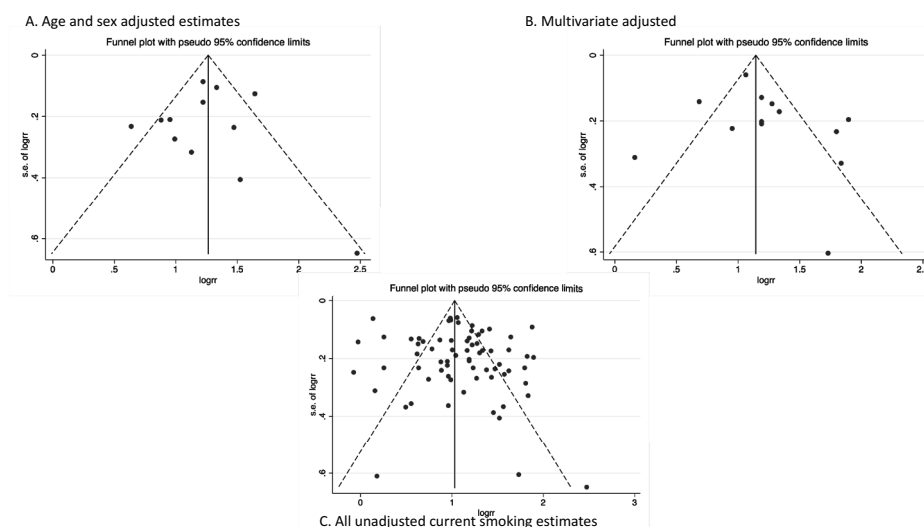 A. Age and sex adjusted estimates
Funnel plot with pseudo 95% confidence limits
s.e. of logrr
0
.2
.4
.6
0 .5 1 1.5 2 2.5
logrr
B. Multivariate adjusted
Funnel plot with pseudo 95% confidence limits
s.e. of logrr
0
.2
.4
.6
0 .5 1 1.5 2 2.5
logrr
Funnel plot with pseudo 95% confidence limits
s.e. of logrr
0
.2
.4
.6
0 1 2 3
logrr
C. All unadjusted current smoking estimates